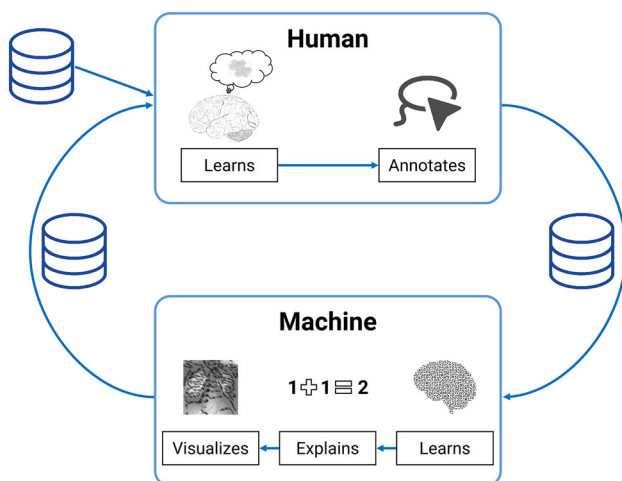 Human
Learns
Annotates
Machine
1+1=2
Visualizes
Explains
Learns